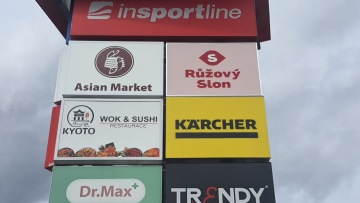 insportline
Asian Market
S
Růžový
Slon
KYOTO
WOK & SUSHI
RESTAURACE
KÄRCHER
Dr.Max+
TRENDY